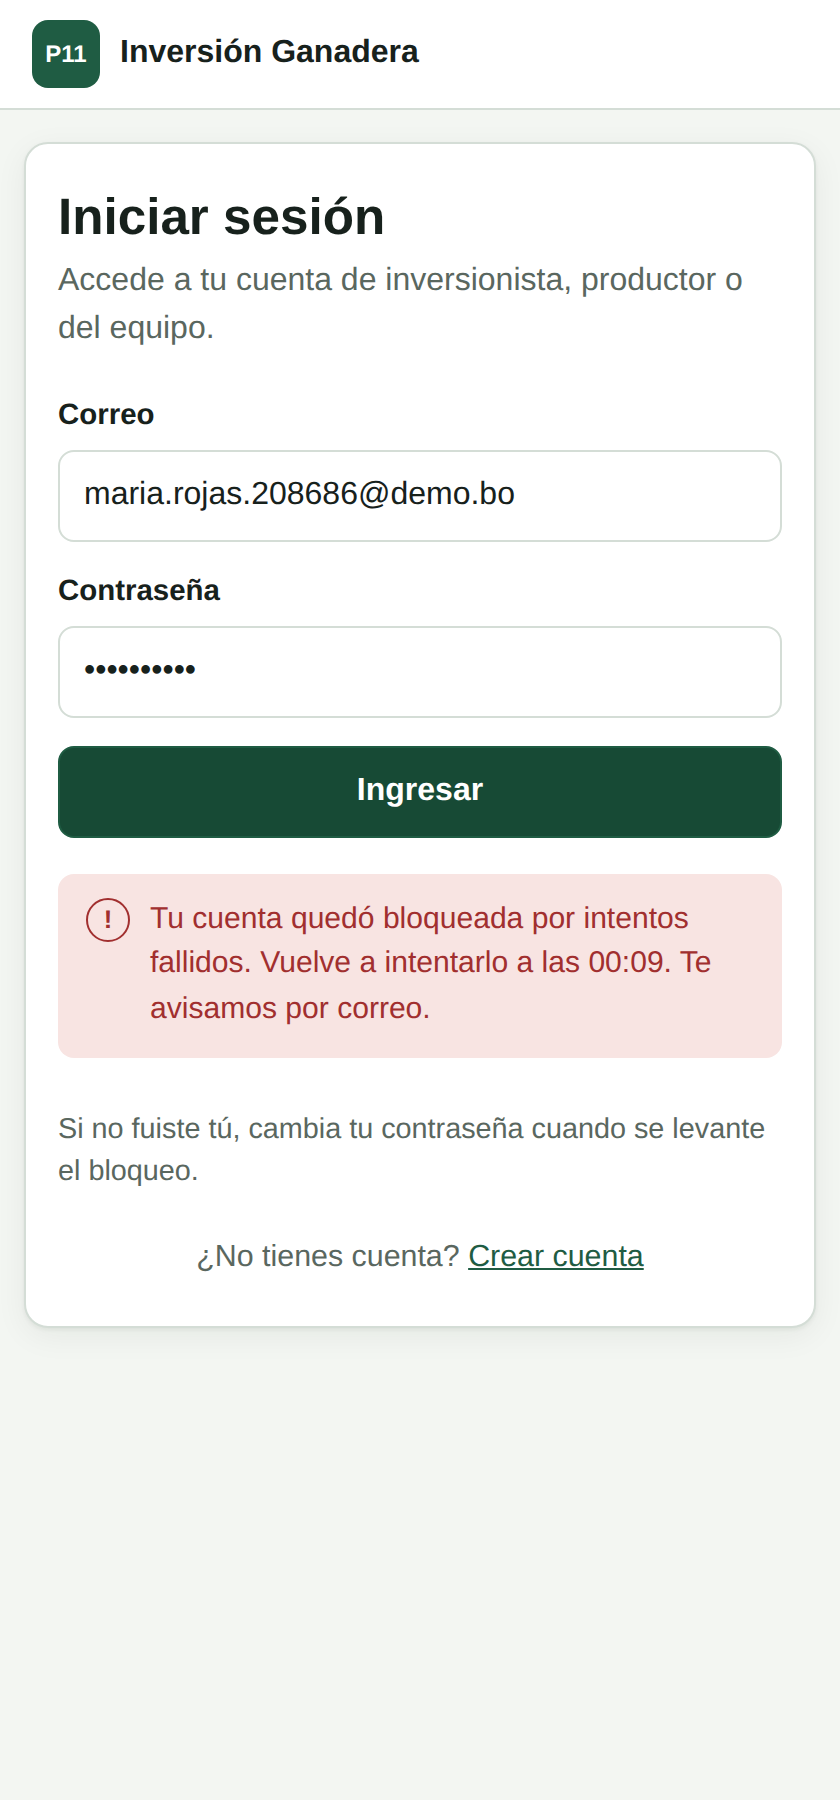 P11 Inversión Ganadera
Iniciar sesión
Accede a tu cuenta de inversionista, productor o
del equipo.
Correo
maria.rojas.208686@demo.bo
Contraseña
••••••••••
Ingresar
! Tu cuenta quedó bloqueada por intentos
fallidos. Vuelve a intentarlo a las 00:09. Te
avisamos por correo.
Si no fuiste tú, cambia tu contraseña cuando se levante
el bloqueo.
¿No tienes cuenta? Crear cuenta